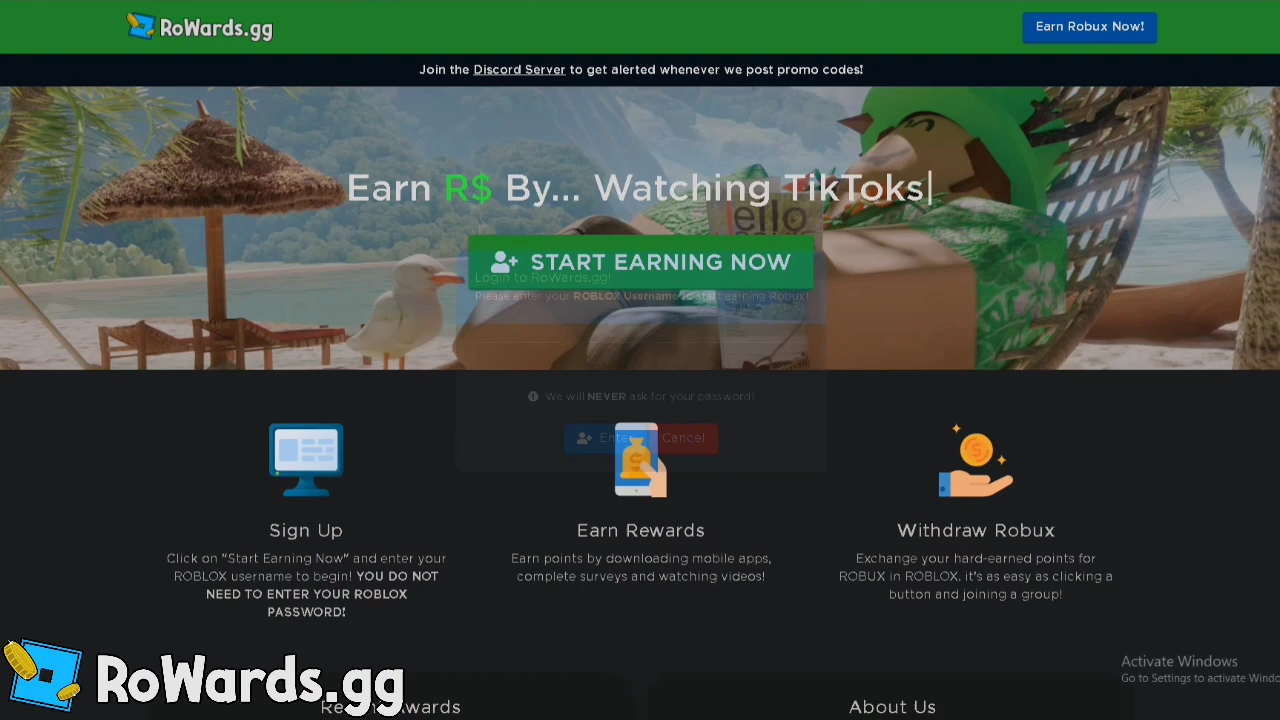 RoWards.gg
Earn Robux Now!
Join the Discord Server to get alerted whenever we post promo codes!
Earn R$ By... Watching TikToks|
ello
START EARNING NOW
Login to RoWards.gg!
Please enter your ROBLOX Username to start earning Robux!
We will NEVER ask for your password!
Enter
Cancel
Sign Up
Click on "Start Earning Now" and enter your
ROBLOX username to begin! YOU DO NOT
NEED TO ENTER YOUR ROBLOX
PASSWORD!
Earn Rewards
Earn points by downloading mobile apps,
complete surveys and watching videos!
Withdraw Robux
Exchange your hard-earned points for
ROBUX in ROBLOX. it's as easy as clicking a
button and joining a group!
Activate Windows
Go to Settings to activate Windo
RoWards.gg
About Us